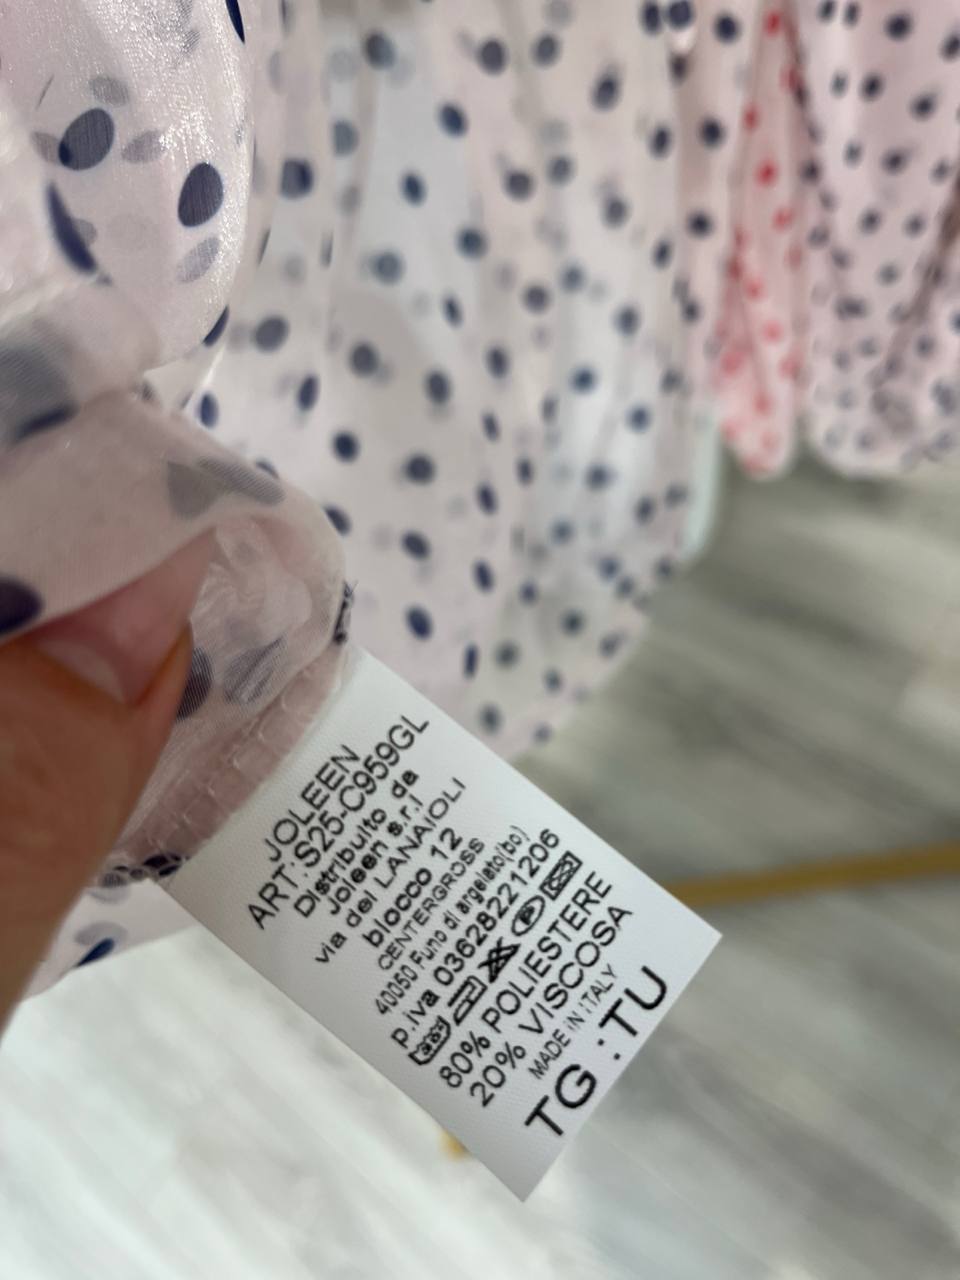 JOLEEN
ART:S25-C959GL
Distribuito da
Joleen s.r.l
via dei LANAIOLI
blocco 12
CENTERGROSS
40050 Funo di argelato(bo)
p.iva 03628221206
80% POLIESTERE
20% VISCOSA
MADE IN ITALY
TG :TU